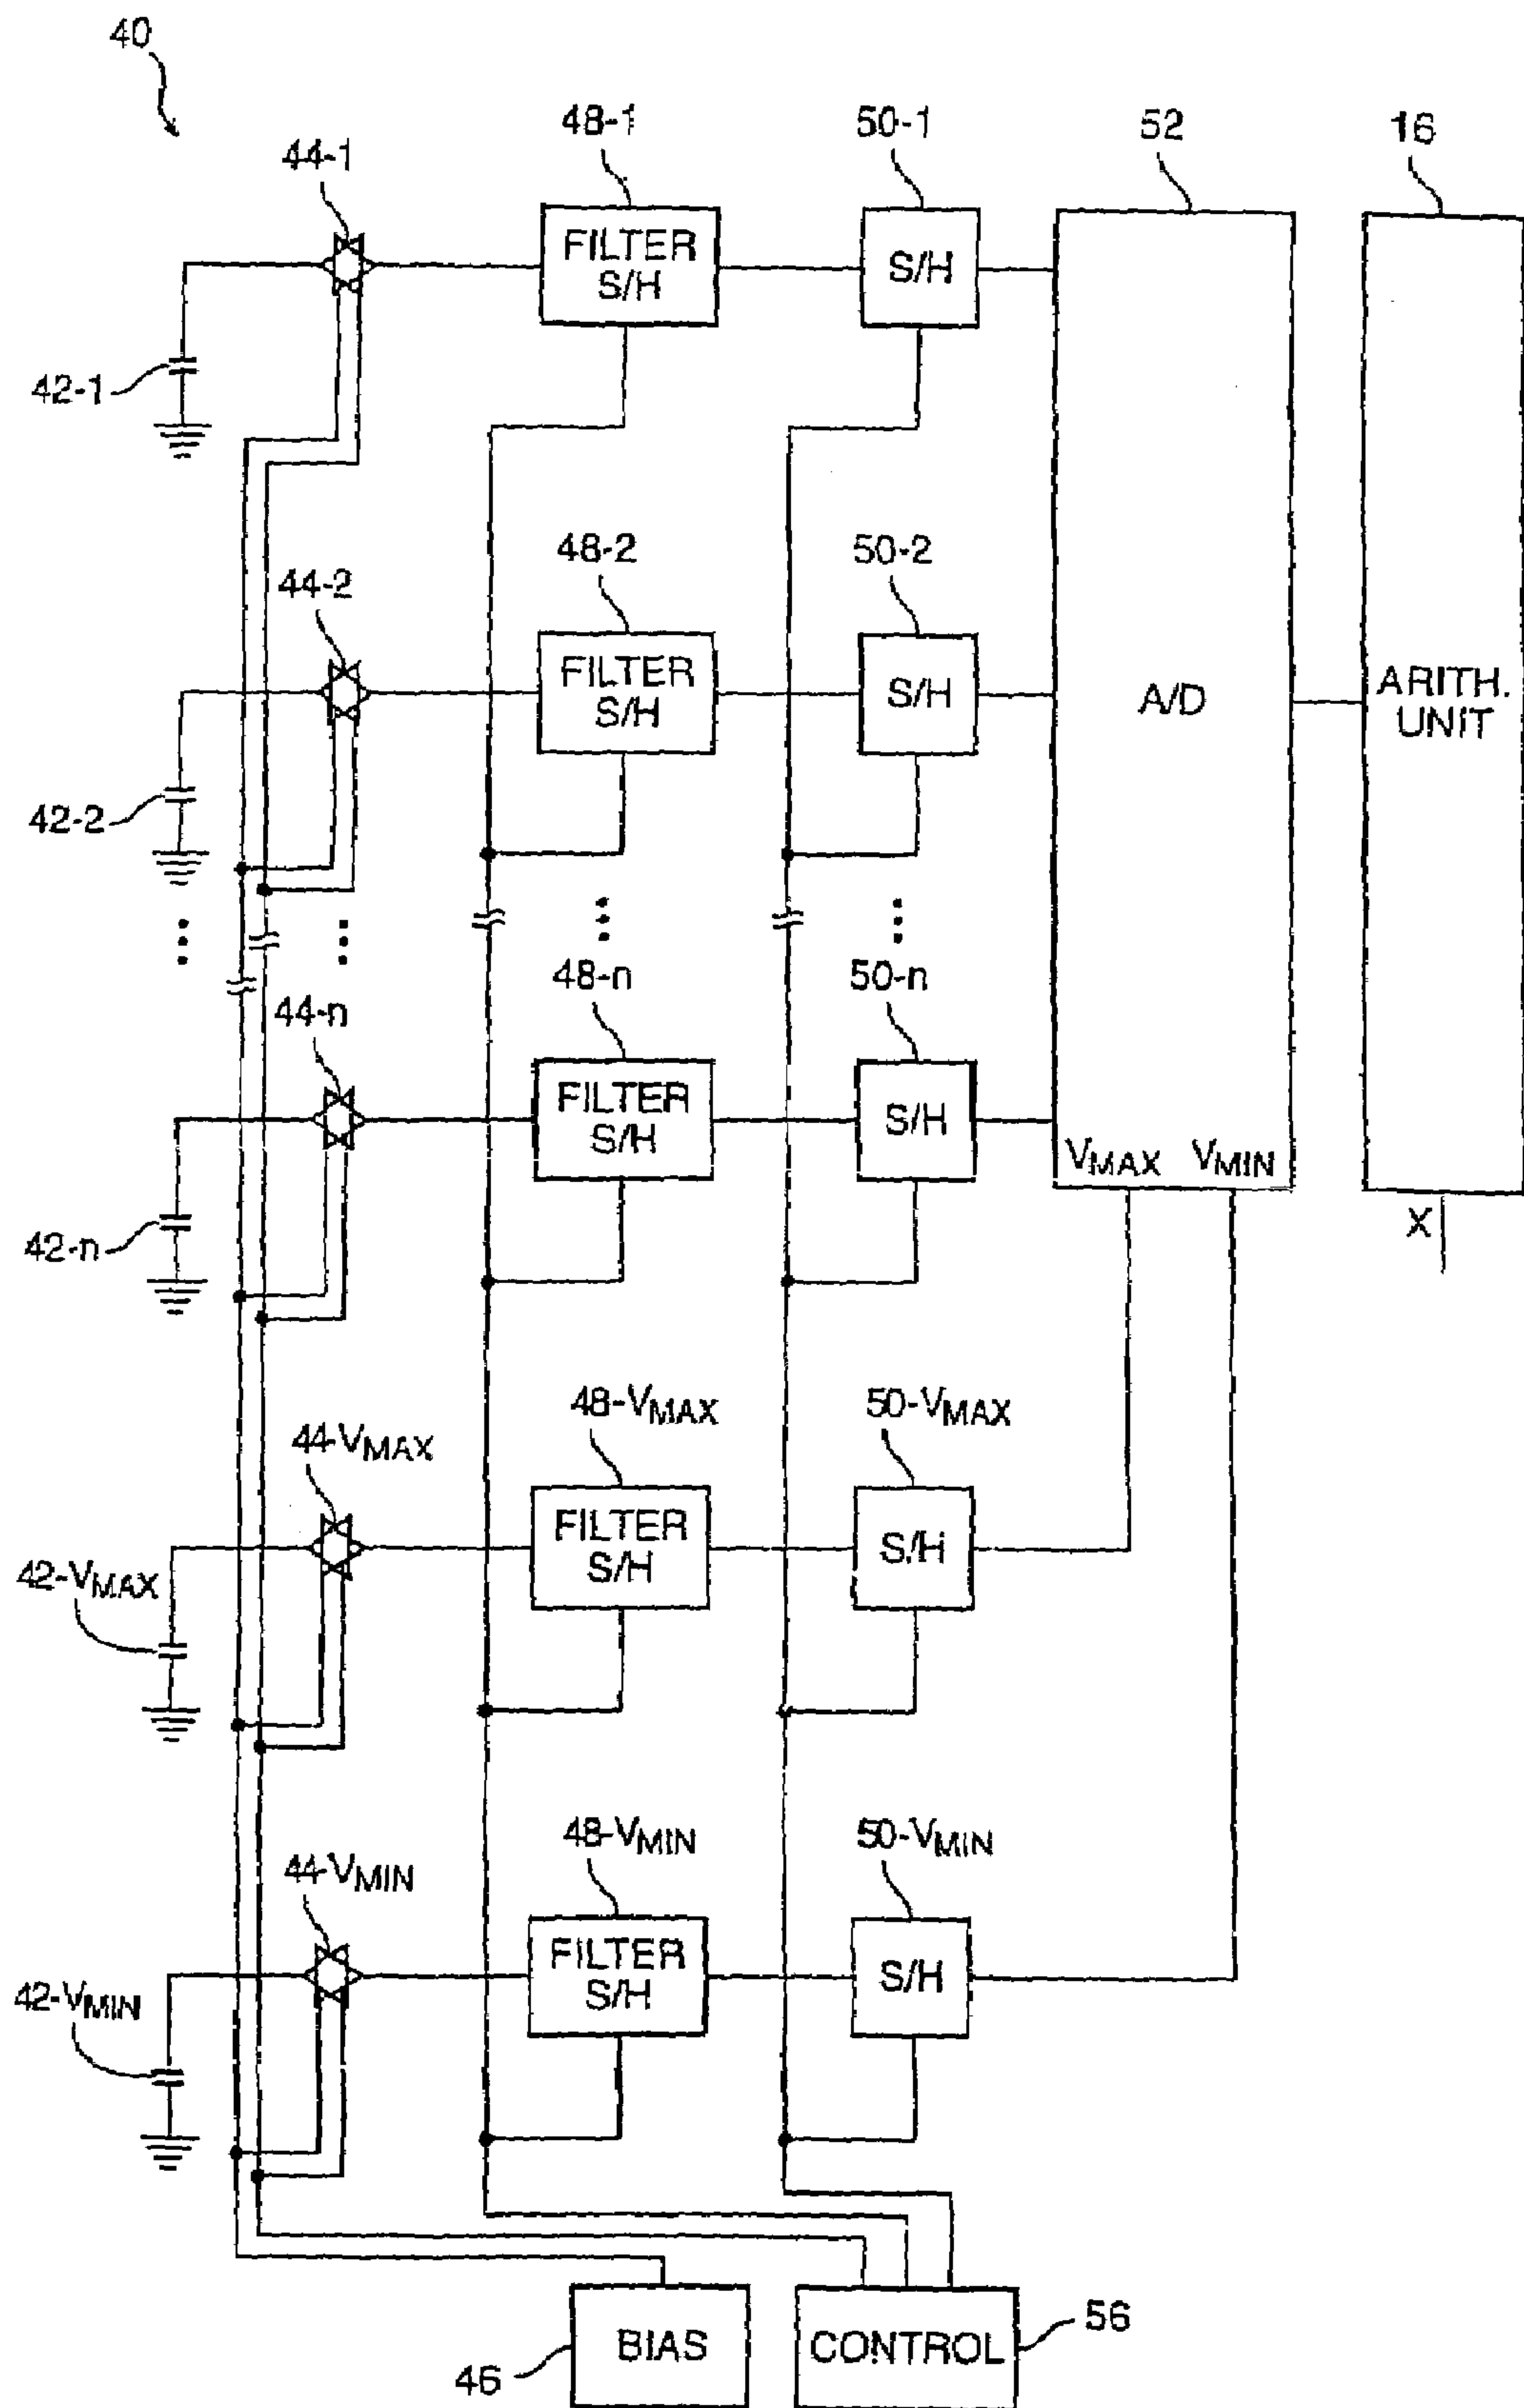 40
44-1
48-1
50-1
52
16
FILTER
S/H
S/H
42-1
44-2
48-2
50-2
FILTER
S/H
S/H
A/D
ARITH.
UNIT
42-2
44-n
48-n
50-n
FILTER
S/H
S/H
VMAX VMIN
X
42-n
44-VMAX
48-VMAX
50-VMAX
FILTER
S/H
S/H
42-VMAX
44-VMIN
48-VMIN
50-VMIN
FILTER
S/H
S/H
42-VMIN
BIAS
CONTROL
46
56